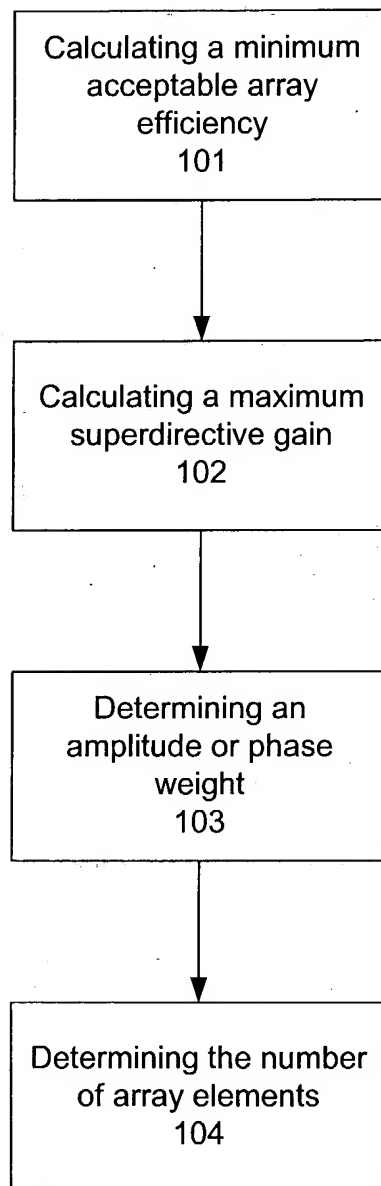 Calculating a minimum
acceptable array
efficiency
101
Calculating a maximum
superdirective gain
102
Determining an
amplitude or phase
weight
103
Determining the number
of array elements
104